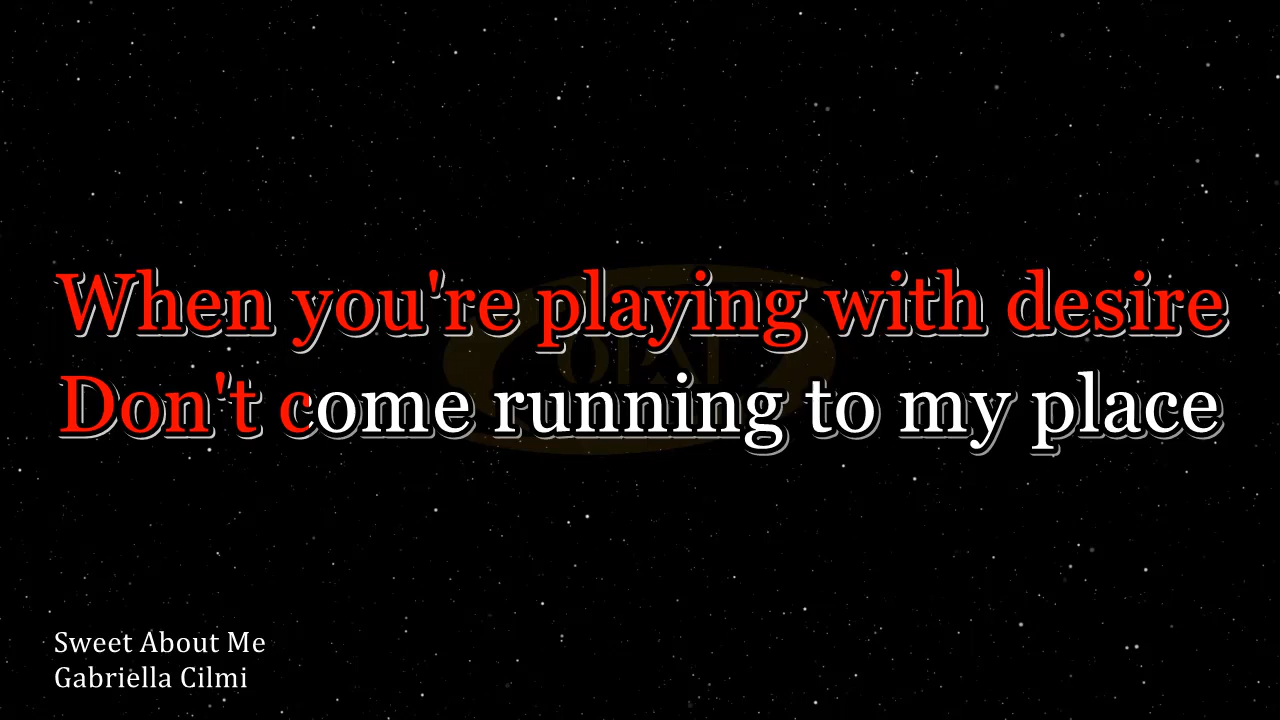 When you're playing with desire
Don't come running to my place
Sweet About Me
Gabriella Cilmi